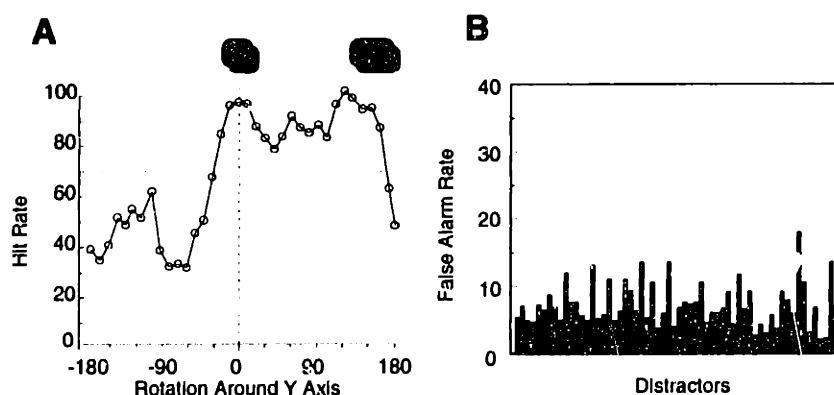 A
B
100
80
60
40
20
0
Hit Rate
-180 -90 0 90 180
Rotation Around Y Axis
40
30
20
10
0
False Alarm Rate
Distractors